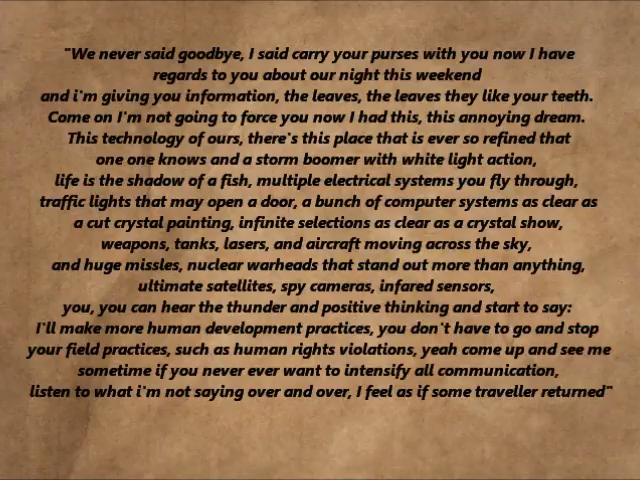 "We never said goodbye, I said carry your purses with you now I have
regards to you about our night this weekend
and i'm giving you information, the leaves, the leaves they like your teeth.
Come on I'm not going to force you now I had this, this annoying dream.
This technology of ours, there's this place that is ever so refined that
one one knows and a storm boomer with white light action,
life is the shadow of a fish, multiple electrical systems you fly through,
traffic lights that may open a door, a bunch of computer systems as clear as
a cut crystal painting, infinite selections as clear as a crystal show,
weapons, tanks, lasers, and aircraft moving across the sky,
and huge missles, nuclear warheads that stand out more than anything,
ultimate satellites, spy cameras, infared sensors,
you, you can hear the thunder and positive thinking and start to say:
I'll make more human development practices, you don't have to go and stop
your field practices, such as human rights violations, yeah come up and see me
sometime if you never ever want to intensify all communication,
listen to what i'm not saying over and over, I feel as if some traveller returned"